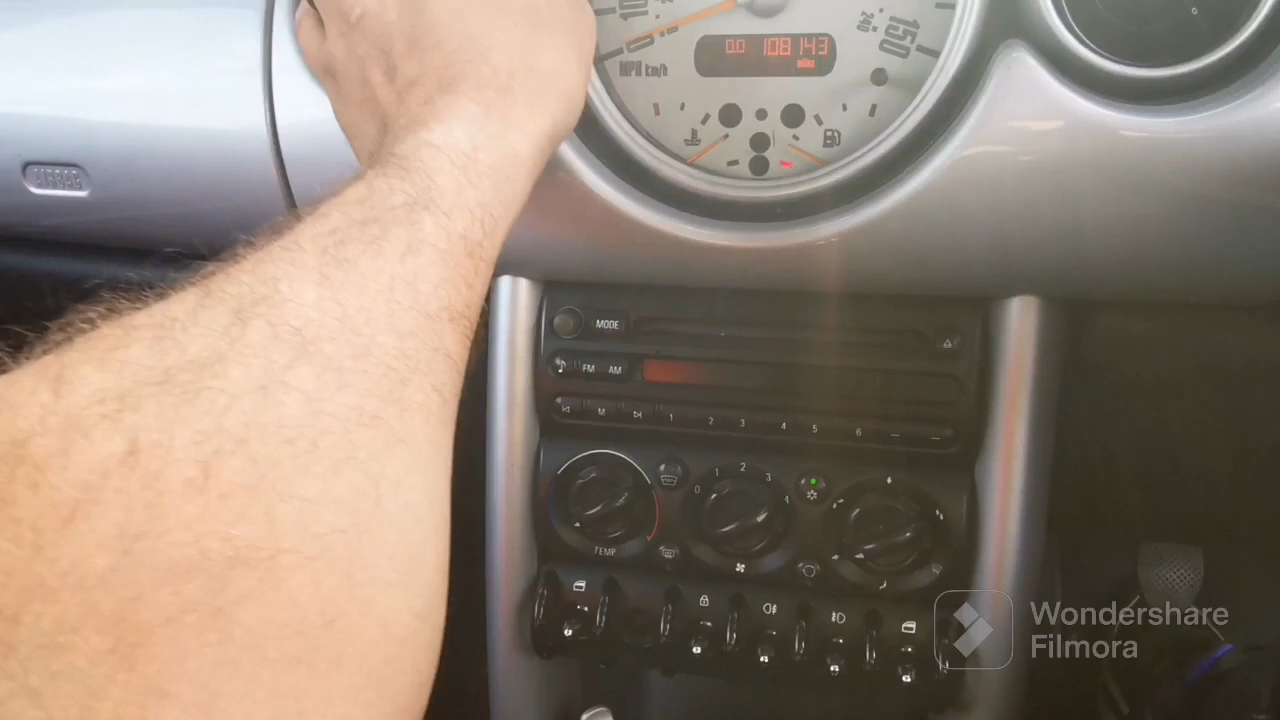 240
150
0.0 108143
miles
MPH km/h
AIRBAG
MODE
FM AM
M 1 2 3 4 5 6
0 1 2 3 4
TEMP
Wondershare
Filmora